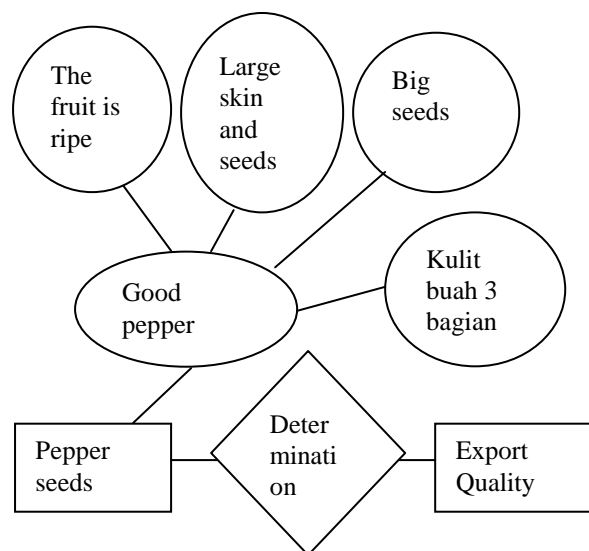 The
fruit is
ripe
Large
skin
and
seeds
Big
seeds
Kulit
buah 3
bagian
Good
pepper
Pepper
seeds
Deter
minati
on
Export
Quality